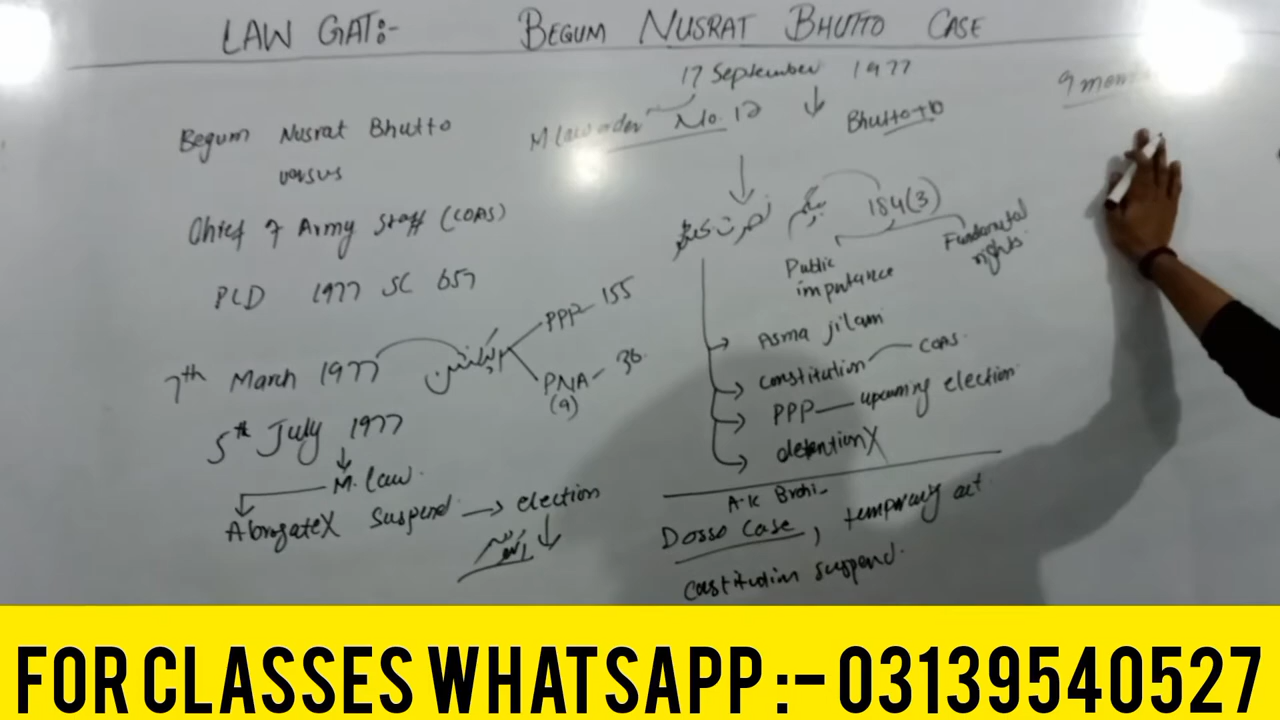 LAW GAT:- BEGUM NUSRAT BHUTTO CASE
Begum Nusrat Bhutto
versus
Chief of Army Staff (COAS)
PLD 1977 SC 657
7th March 1977
PPP - 155
PNA - 36
(9)
5th July 1977
M. law.
Abrogate X Suspend → election
17 September 1977
M law order No. 12
Bhutto + 10
بیگم نصرت بھٹو
184(3)
Public
importance
Fundamental
rights
Asma jilani
constitution COAS
PPP — upcoming election
detention X
A.K Brohi
Dosso Case, temporary act
Constitution suspend.
9
FOR CLASSES WHATSAPP :- 03139540527